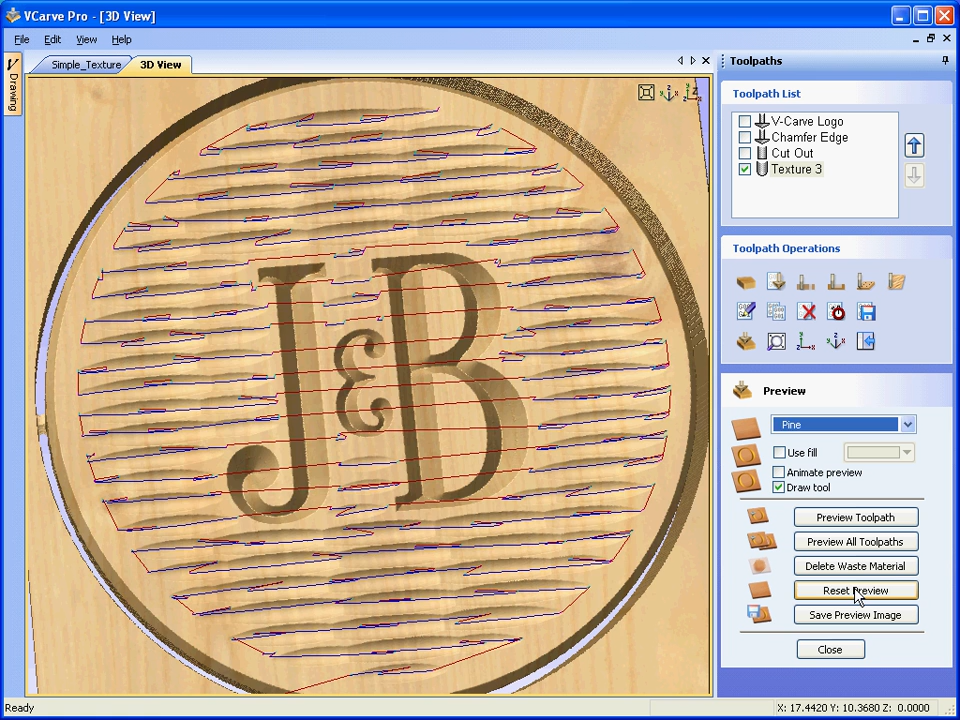 VCarve Pro - [3D View]
File Edit View Help
Simple_Texture 3D View
Drawing
J&B
Toolpaths
Toolpath List
V-Carve Logo
Chamfer Edge
Cut Out
Texture 3
Toolpath Operations
Preview
Pine
Use fill
Animate preview
Draw tool
Preview Toolpath
Preview All Toolpaths
Delete Waste Material
Reset Preview
Save Preview Image
Close
Ready X: 17.4420 Y: 10.3680 Z: 0.0000